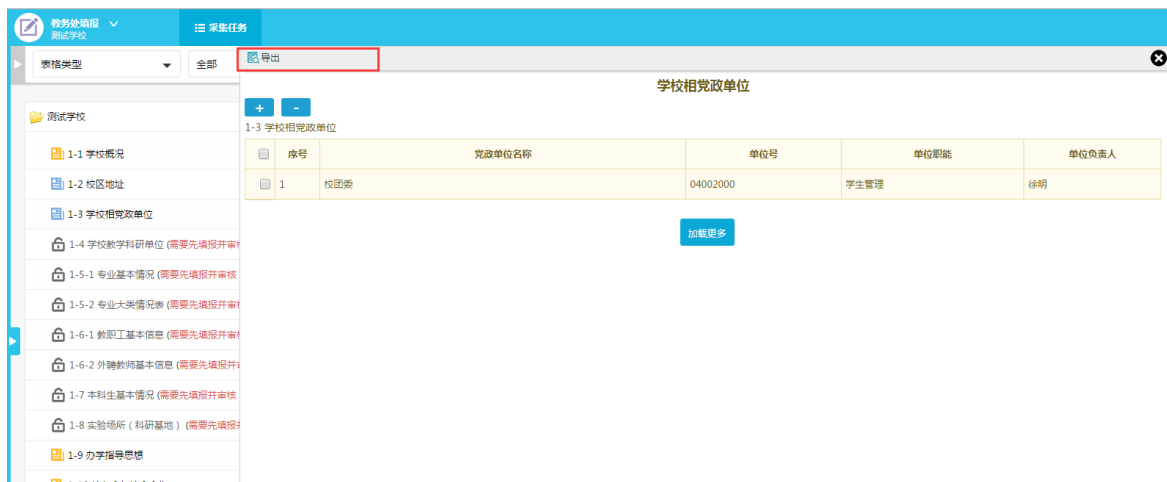 教务处填报
测试学校
采集任务
表格类型
全部
导出
学校相党政单位
+ -
1-3 学校相党政单位
序号 党政单位名称 单位号 单位职能 单位负责人
1 校团委 04002000 学生管理 徐明
加载更多
测试学校
1-1 学校概况
1-2 校区地址
1-3 学校相党政单位
1-4 学校教学科研单位 (需要先填报并审
1-5-1 专业基本情况 (需要先填报并审核
1-5-2 专业大类情况表 (需要先填报并审
1-6-1 教职工基本信息 (需要先填报并审
1-6-2 外聘教师基本信息 (需要先填报并
1-7 本科生基本情况 (需要先填报并审核
1-8 实验场所（科研基地）(需要先填报
1-9 办学指导思想